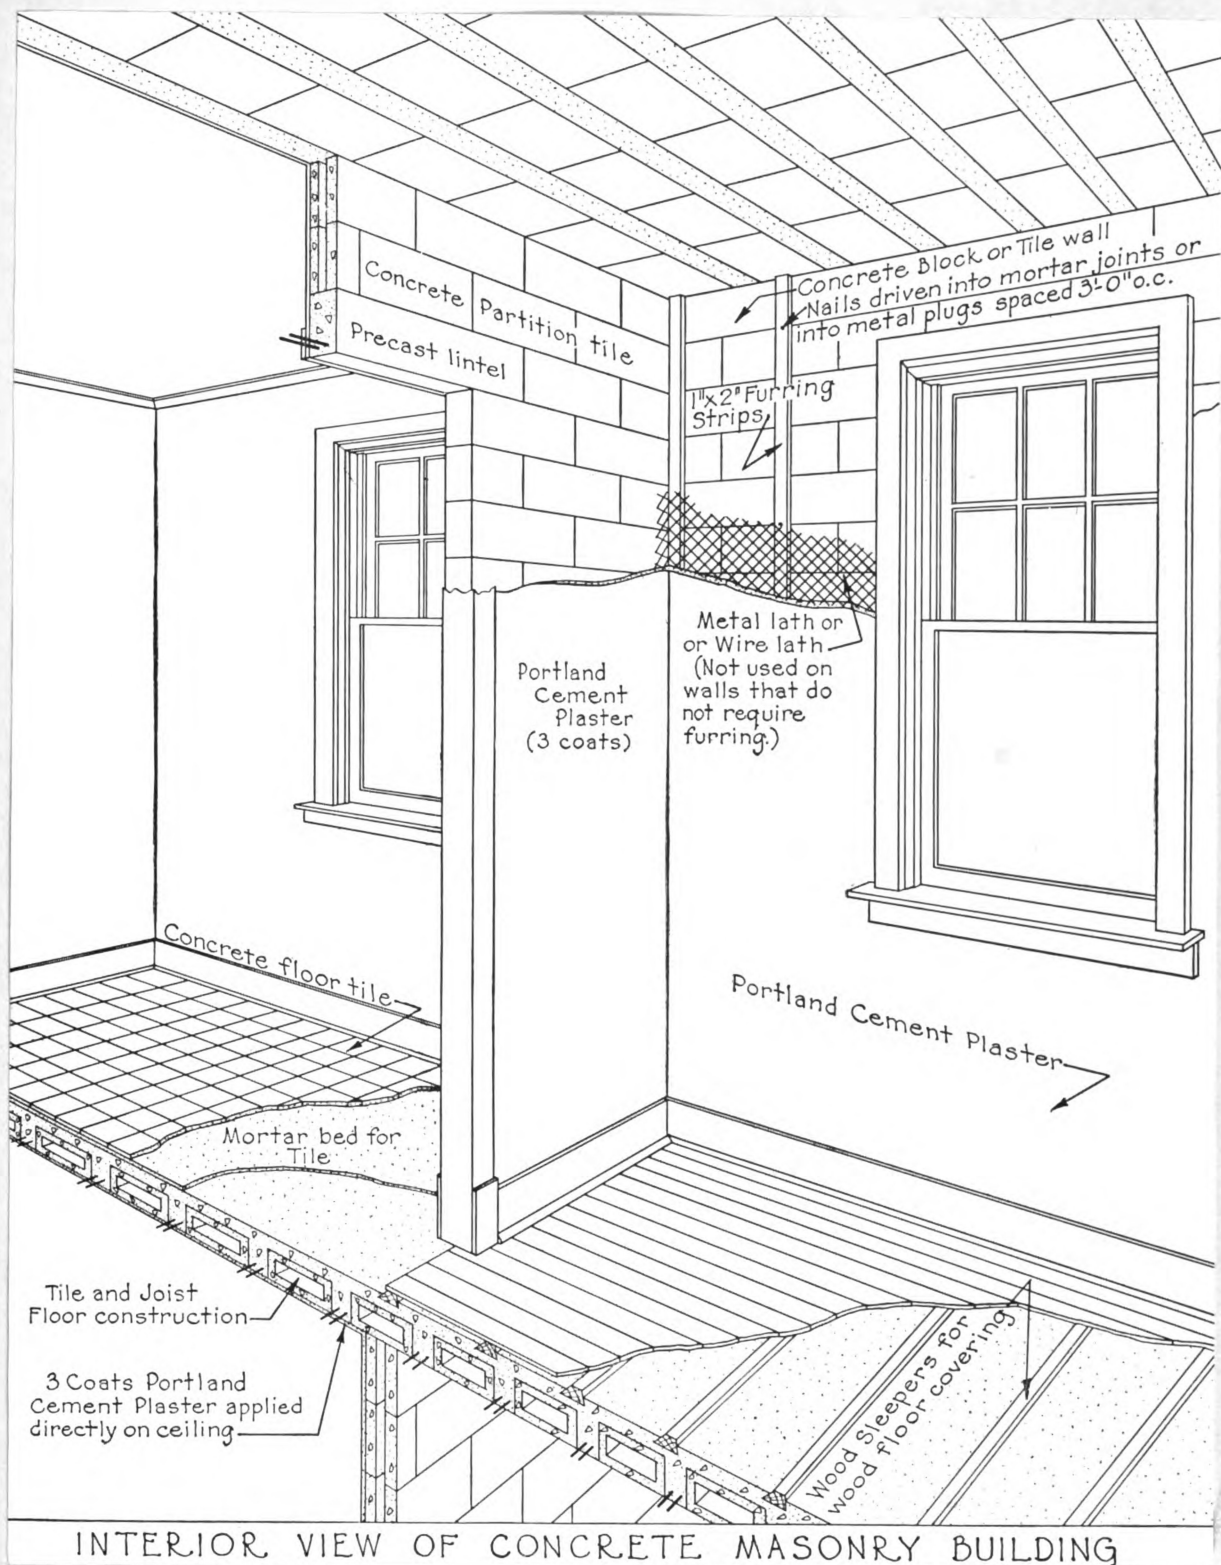 Concrete Block or Tile wall
Nails driven into mortar joints or
into metal plugs spaced 3'-0" o.c.
Concrete Partition tile
Precast lintel
1"x2" Furring
Strips
Metal lath or
or Wire lath
(Not used on
walls that do
not require
furring.)
Portland
Cement
Plaster
(3 coats)
Concrete floor tile
Portland Cement Plaster
Mortar bed for
Tile
Tile and Joist
Floor construction
3 Coats Portland
Cement Plaster applied
directly on ceiling
Wood Sleepers for
wood floor covering
INTERIOR VIEW OF CONCRETE MASONRY BUILDING